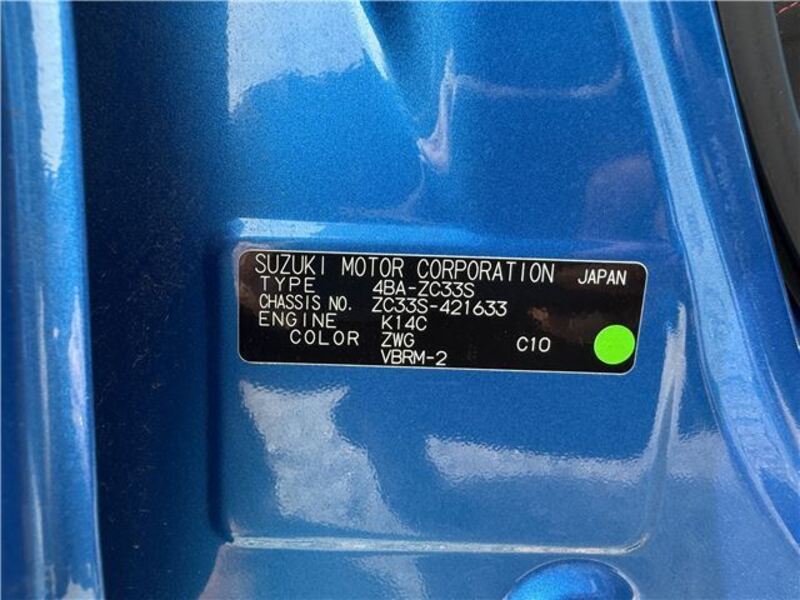 SUZUKI MOTOR CORPORATION JAPAN
TYPE 4BA-ZC33S
CHASSIS NO. ZC33S-421633
ENGINE K14C
COLOR ZWG C10
VBRM-2